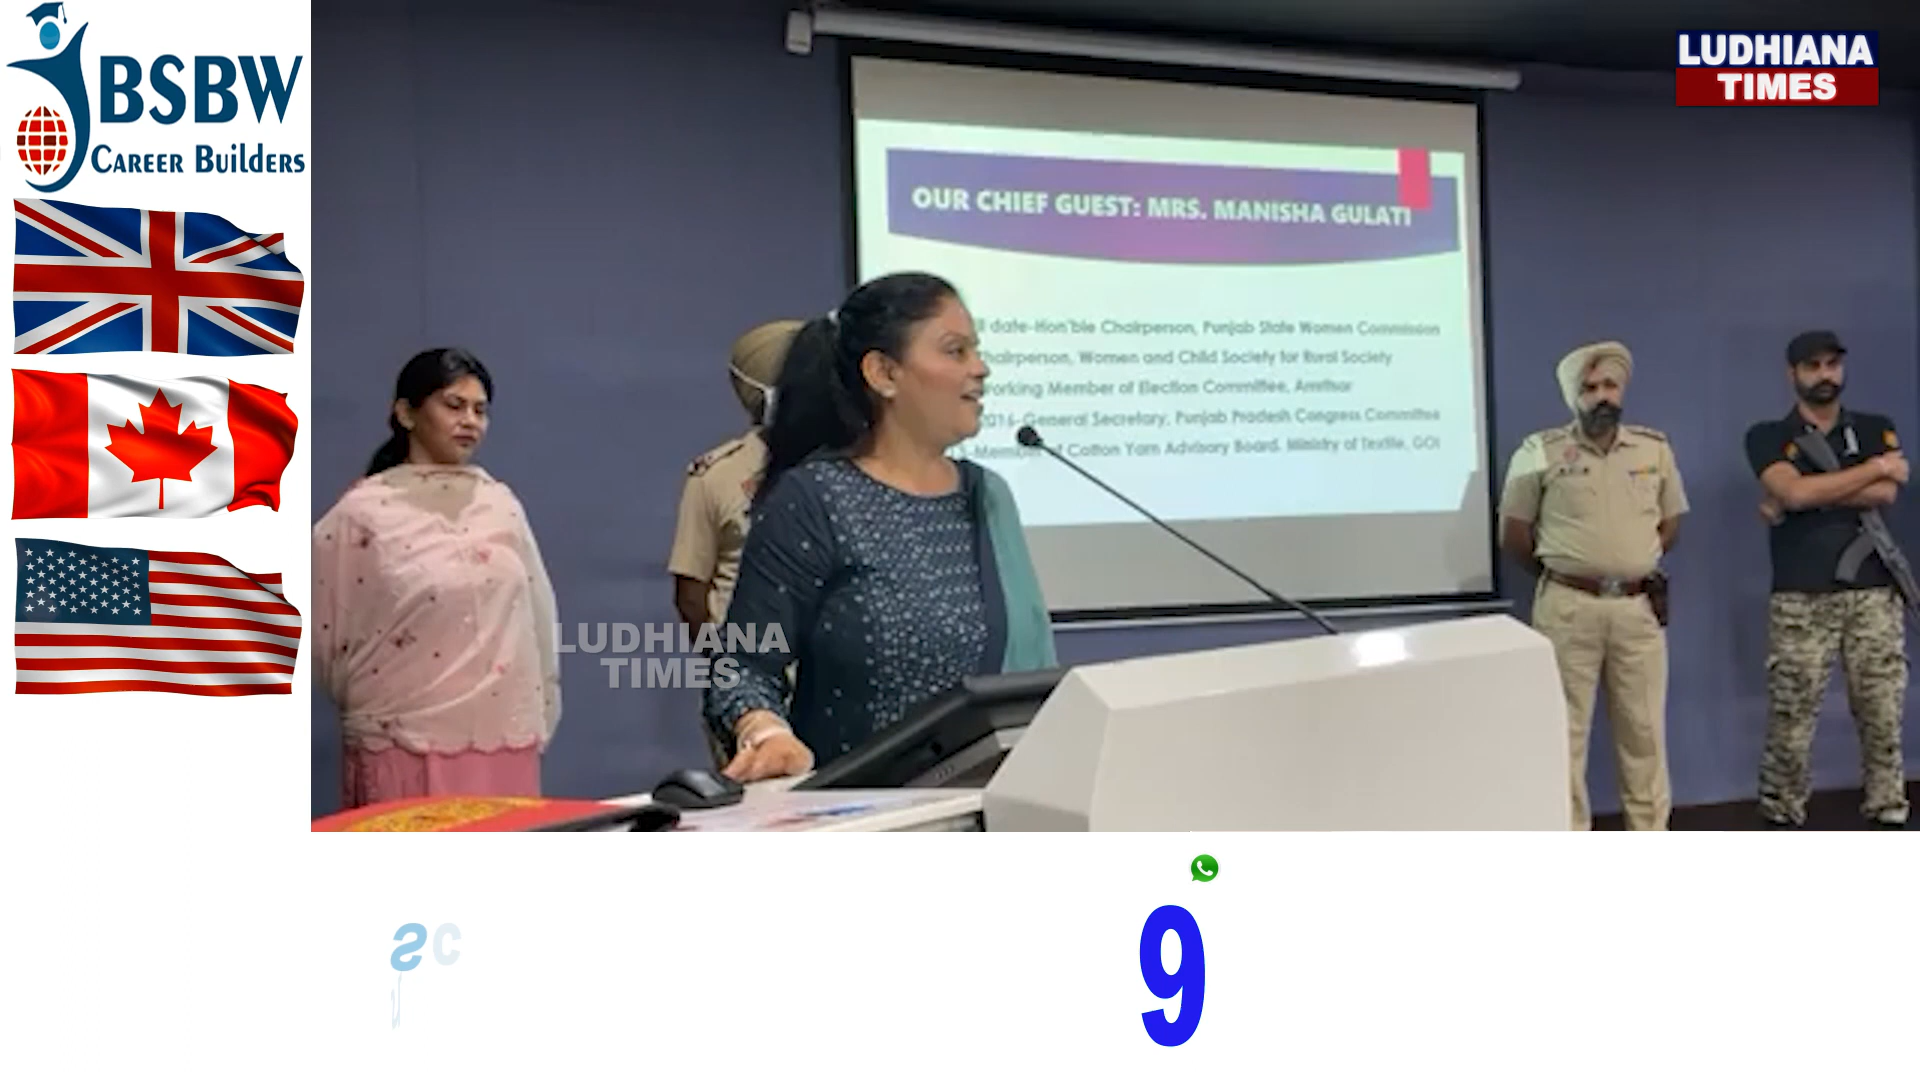 BSBW
CAREER BUILDERS
LUDHIANA
TIMES
OUR CHIEF GUEST: MRS. MANISHA GULATI
date-Hon'ble Chairperson, Punjab State Women Commission
Chairperson, Women and Child Society for Rural Society
Working Member of Election Committee, Amritsar
2016-General Secretary, Punjab Pradesh Congress Committee
-Member of Cotton Yarn Advisory Board, Ministry of Textile, GOI
LUDHIANA
TIMES
9